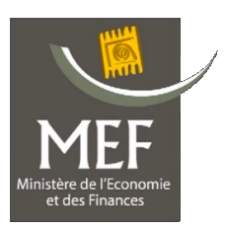 MEF
Ministère de l'Economie
et des Finances